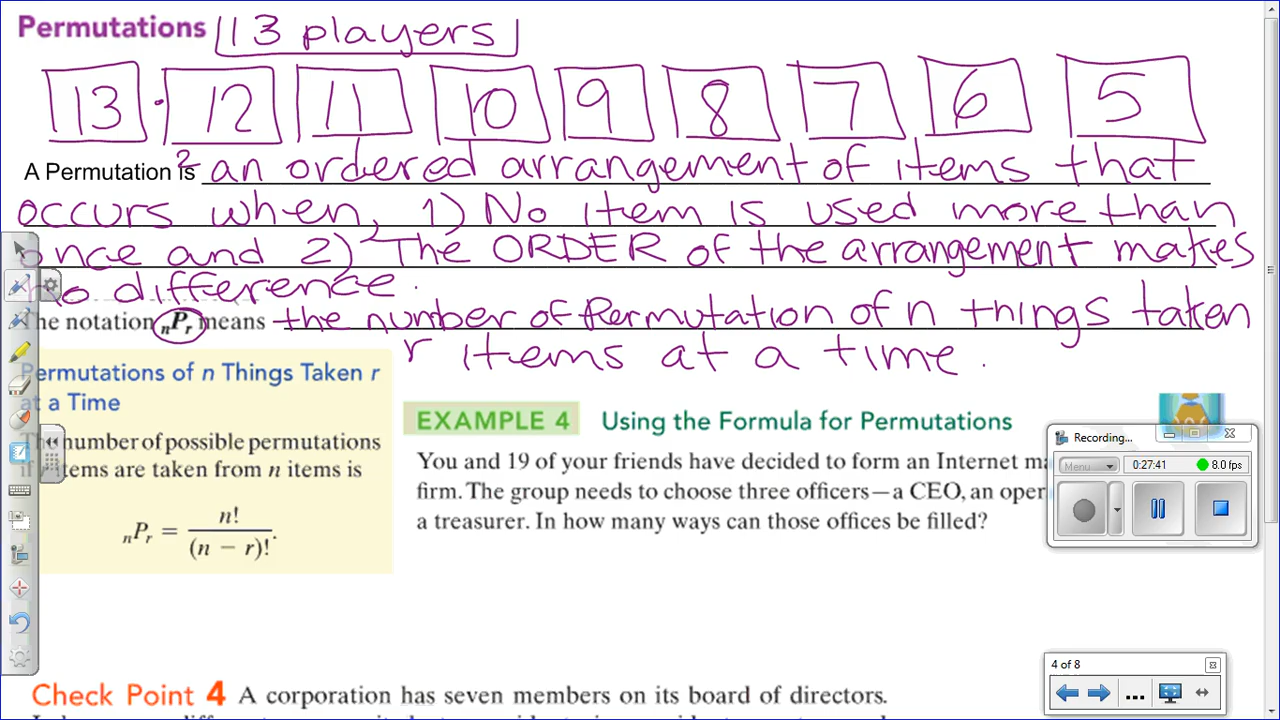 Permutations 13 players
13 · 12 11 10 9 8 7 6 5
A Permutation is an ordered arrangement of items that
occurs when, 1) No item is used more than
once and 2) The ORDER of the arrangement makes
no difference.
The notation nPr means the number of Permutation of n things taken
r items at a time.
Permutations of n Things Taken r
at a Time
The number of possible permutations
if r items are taken from n items is
nPr = n! / (n − r)!.
EXAMPLE 4 Using the Formula for Permutations
You and 19 of your friends have decided to form an Internet
firm. The group needs to choose three officers—a CEO, an
a treasurer. In how many ways can those offices be filled?
Recording...
Menu 0:27:41 8.0 fps
4 of 8
Check Point 4 A corporation has seven members on its board of directors.